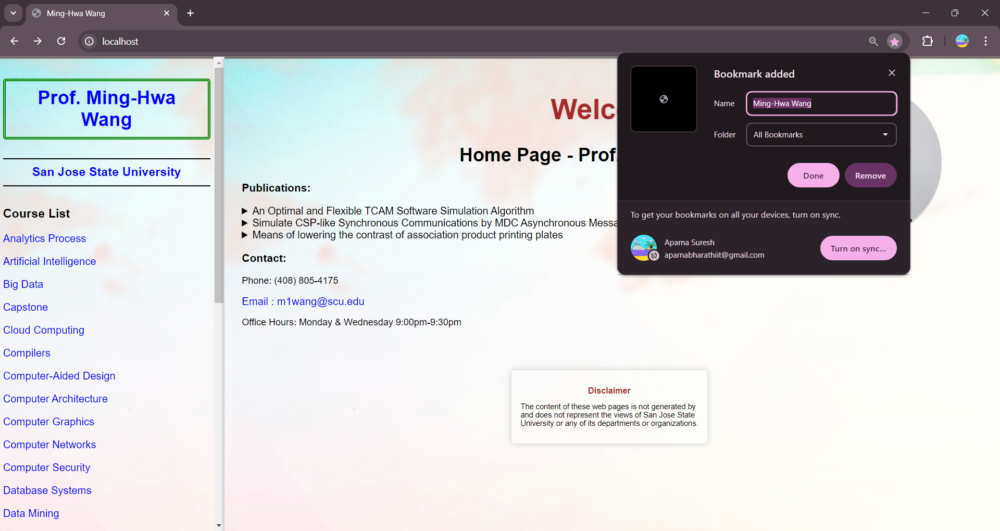 Ming-Hwa Wang
localhost
Prof. Ming-Hwa
Wang
San Jose State University
Course List
Analytics Process
Artificial Intelligence
Big Data
Capstone
Cloud Computing
Compilers
Computer-Aided Design
Computer Architecture
Computer Graphics
Computer Networks
Computer Security
Database Systems
Data Mining
Welc
Home Page - Prof.
Publications:
An Optimal and Flexible TCAM Software Simulation Algorithm
Simulate CSP-like Synchronous Communications by MDC Asynchronous Messa
Means of lowering the contrast of association product printing plates
Contact:
Phone: (408) 805-4175
Email : m1wang@scu.edu
Office Hours: Monday & Wednesday 9:00pm-9:30pm
Disclaimer
The content of these web pages is not generated by
and does not represent the views of San Jose State
University or any of its departments or organizations.
Bookmark added
Name Ming-Hwa Wang
Folder All Bookmarks
Done Remove
To get your bookmarks on all your devices, turn on sync.
Aparna Suresh
aparnabharathiit@gmail.com
Turn on sync...